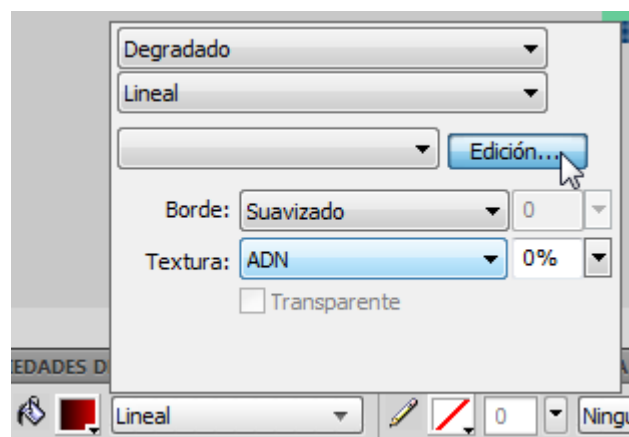 Degradado
Lineal
Edición...
Borde: Suavizado 0
Textura: ADN 0%
Transparente
EDADES D
Lineal 0 Ningu